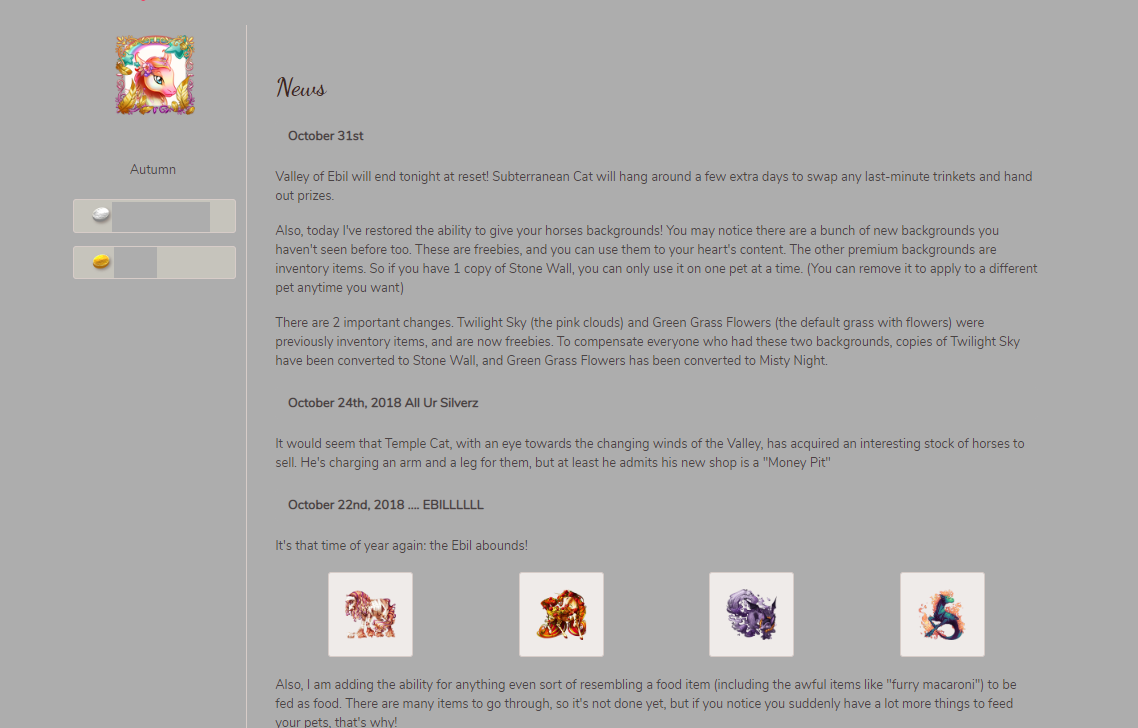 Autumn
News
October 31st
Valley of Ebil will end tonight at reset! Subterranean Cat will hang around a few extra days to swap any last-minute trinkets and hand
out prizes.
Also, today I've restored the ability to give your horses backgrounds! You may notice there are a bunch of new backgrounds you
haven't seen before too. These are freebies, and you can use them to your heart's content. The other premium backgrounds are
inventory items. So if you have 1 copy of Stone Wall, you can only use it on one pet at a time. (You can remove it to apply to a different
pet anytime you want)
There are 2 important changes. Twilight Sky (the pink clouds) and Green Grass Flowers (the default grass with flowers) were
previously inventory items, and are now freebies. To compensate everyone who had these two backgrounds, copies of Twilight Sky
have been converted to Stone Wall, and Green Grass Flowers has been converted to Misty Night.
October 24th, 2018 All Ur Silverz
It would seem that Temple Cat, with an eye towards the changing winds of the Valley, has acquired an interesting stock of horses to
sell. He's charging an arm and a leg for them, but at least he admits his new shop is a "Money Pit"
October 22nd, 2018 .... EBILLLLLL
It's that time of year again: the Ebil abounds!
Also, I am adding the ability for anything even sort of resembling a food item (including the awful items like "furry macaroni") to be
fed as food. There are many items to go through, so it's not done yet, but if you notice you suddenly have a lot more things to feed
your pets, that's why!